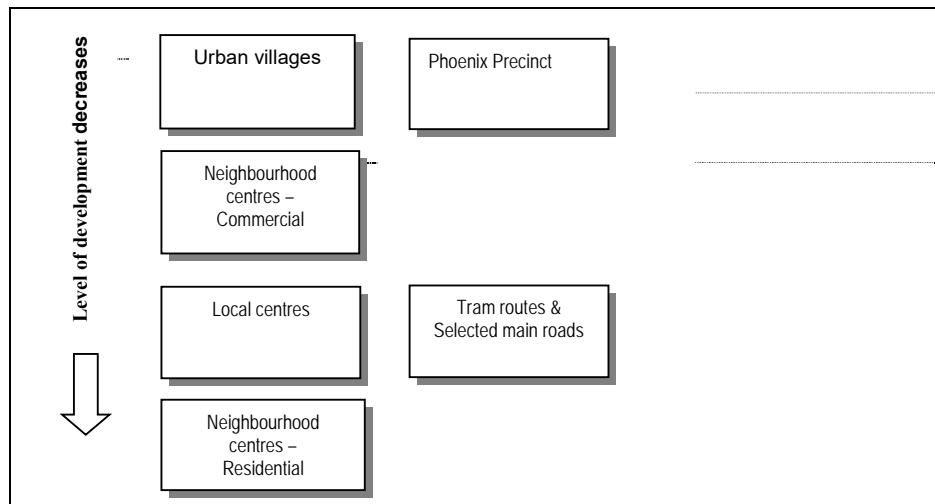 Level of development decreases
Urban villages
Phoenix Precinct
Neighbourhood
centres –
Commercial
Local centres
Tram routes &
Selected main roads
Neighbourhood
centres –
Residential